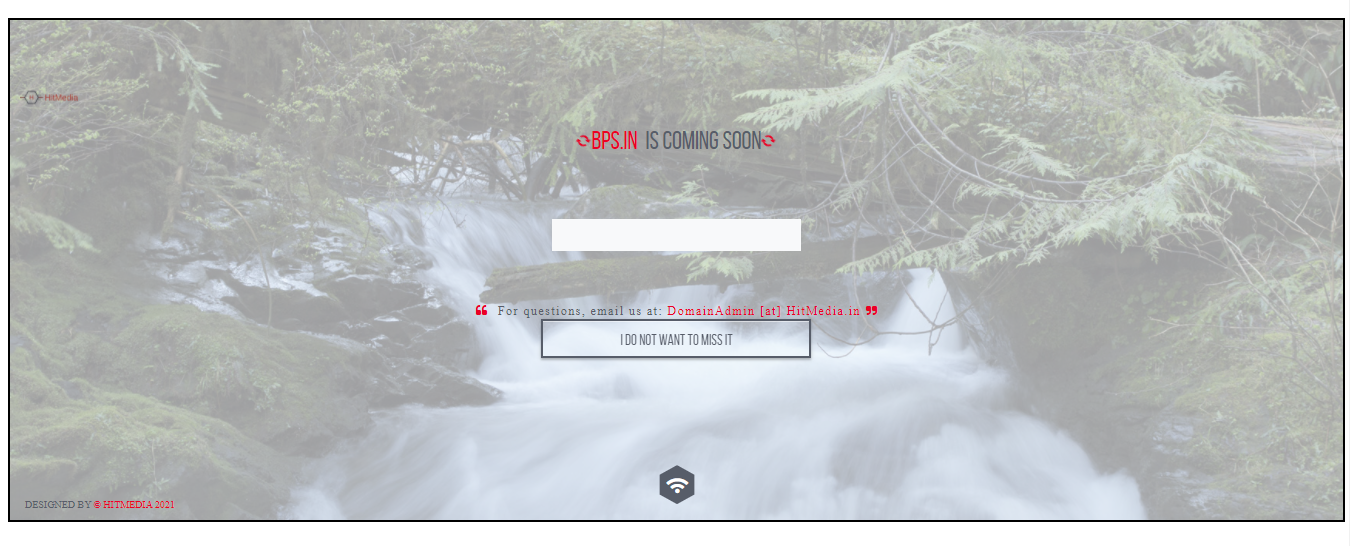 HitMedia
BPS.IN IS COMING SOON
❝ For questions, email us at: DomainAdmin [at] HitMedia.in ❞
I DO NOT WANT TO MISS IT
DESIGNED BY © HITMEDIA 2021